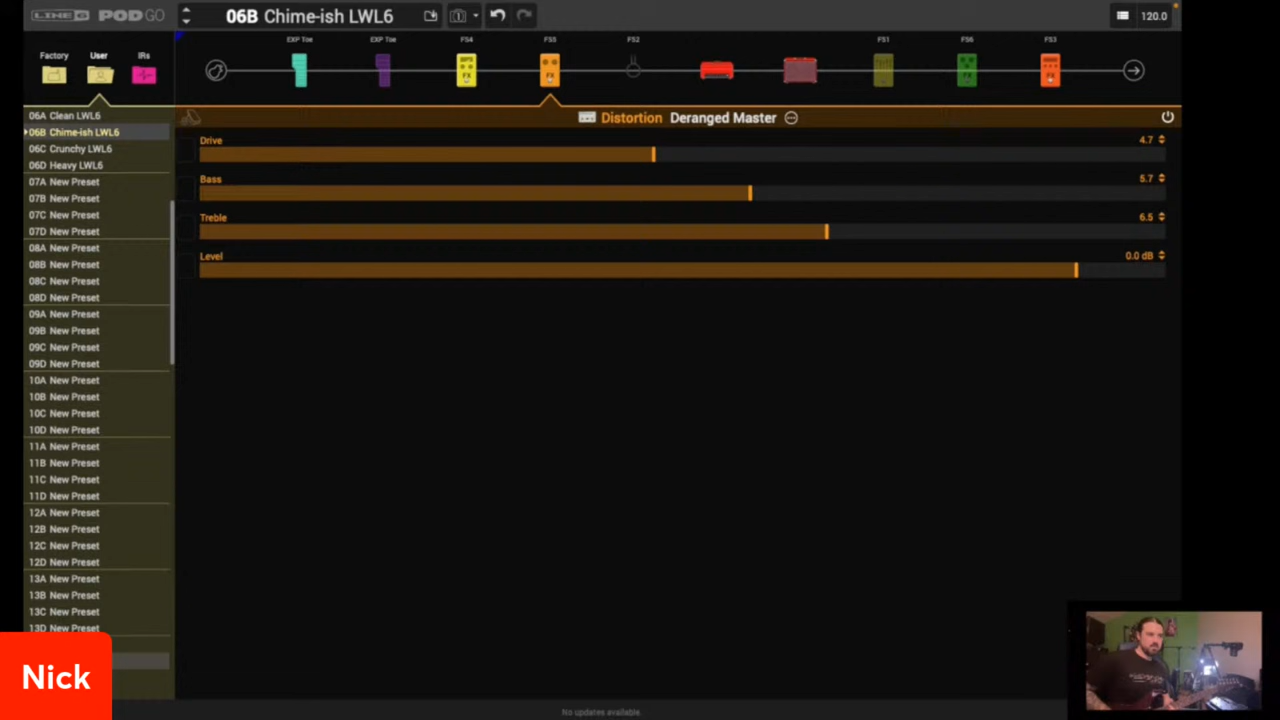 LINE 6 POD GO
06B Chime-ish LWL6
1
120.0
Factory
User
IRs
EXP Toe
EXP Toe
FS4
FS5
FS2
FS1
FS6
FS3
FX
FX
FX
FX
Distortion Deranged Master
Drive
4.7
Bass
5.7
Treble
6.5
Level
0.0 dB
06A Clean LWL6
06B Chime-ish LWL6
06C Crunchy LWL6
06D Heavy LWL6
07A New Preset
07B New Preset
07C New Preset
07D New Preset
08A New Preset
08B New Preset
08C New Preset
08D New Preset
09A New Preset
09B New Preset
09C New Preset
09D New Preset
10A New Preset
10B New Preset
10C New Preset
10D New Preset
11A New Preset
11B New Preset
11C New Preset
11D New Preset
12A New Preset
12B New Preset
12C New Preset
12D New Preset
13A New Preset
13B New Preset
13C New Preset
13D New Preset
Nick
No updates available.